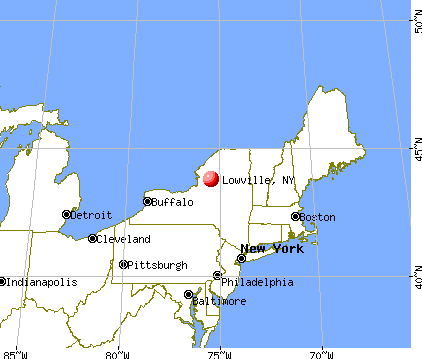 50°N
45°N
Lowville, NY
Buffalo
Detroit
Boston
Cleveland
New York
Pittsburgh
Philadelphia
40°N
Indianapolis
Baltimore
85°W
80°W
75°W
70°W